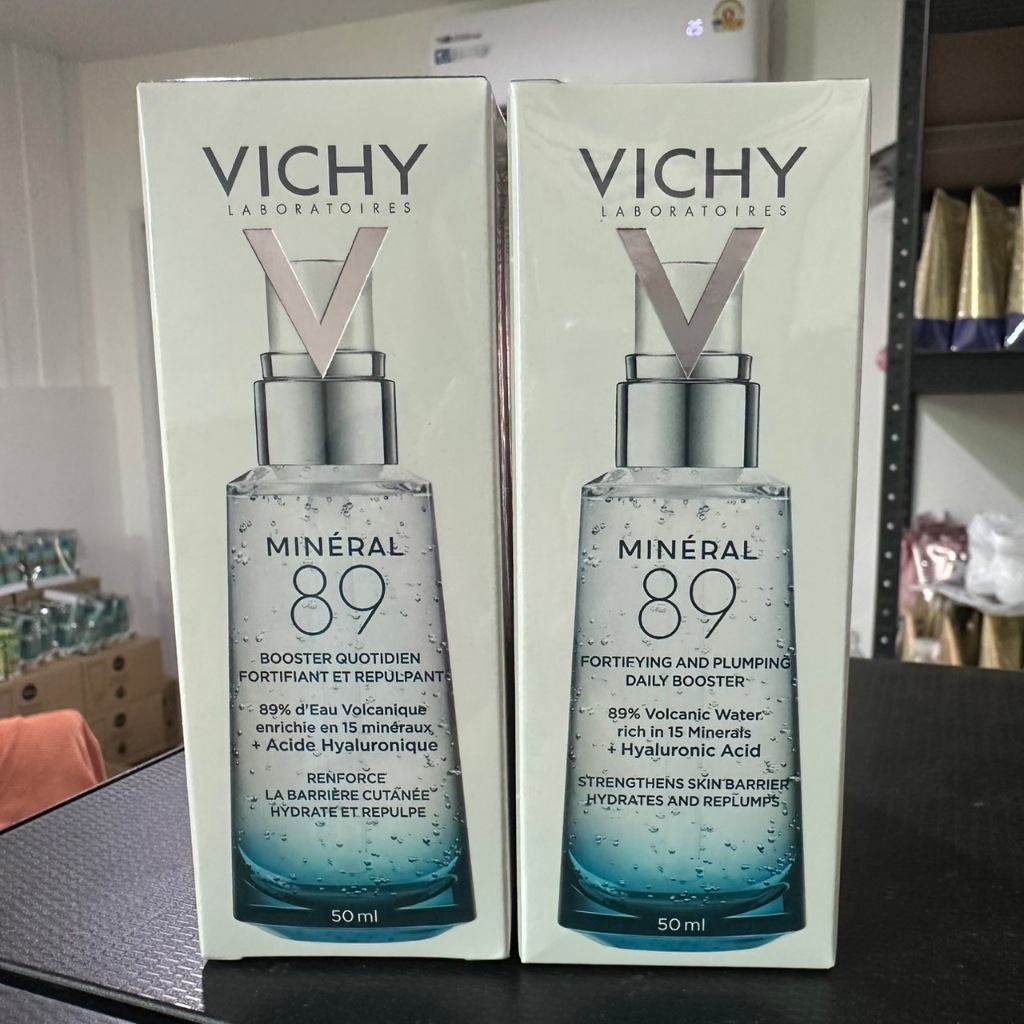 VICHY
LABORATOIRES
MINÉRAL
89
BOOSTER QUOTIDIEN
FORTIFIANT ET REPULPANT
89% d'Eau Volcanique
enrichie en 15 minéraux
+ Acide Hyaluronique
RENFORCE
LA BARRIÈRE CUTANÉE
HYDRATE ET REPULPE
50 ml
VICHY
LABORATOIRES
MINÉRAL
89
FORTIFYING AND PLUMPING
DAILY BOOSTER
89% Volcanic Water
rich in 15 Minerals
+ Hyaluronic Acid
STRENGTHENS SKIN BARRIER
HYDRATES AND REPLUMPS
50 ml